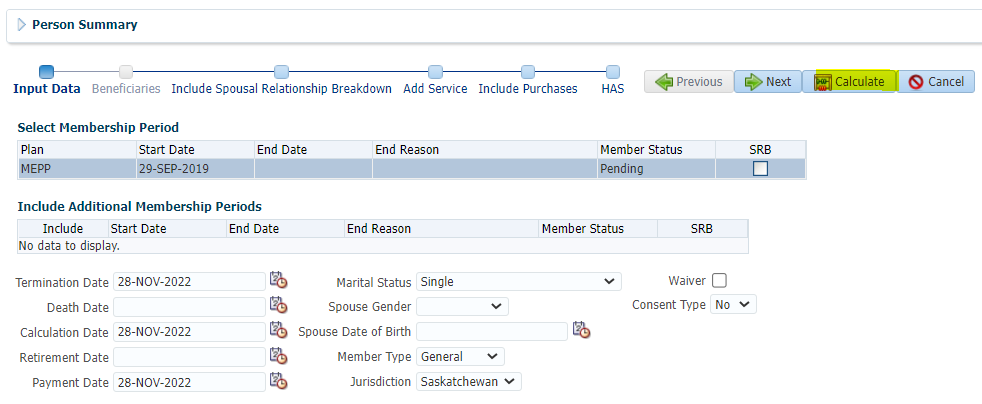 Person Summary
Input Data Beneficiaries Include Spousal Relationship Breakdown Add Service Include Purchases HAS Previous Next Calculate Cancel
Select Membership Period
Plan Start Date End Date End Reason Member Status SRB
MEPP 29-SEP-2019 Pending
Include Additional Membership Periods
Include Start Date End Date End Reason Member Status SRB
No data to display.
Termination Date 28-NOV-2022 Marital Status Single Waiver
Death Date Spouse Gender Consent Type No
Calculation Date 28-NOV-2022 Spouse Date of Birth
Retirement Date Member Type General
Payment Date 28-NOV-2022 Jurisdiction Saskatchewan